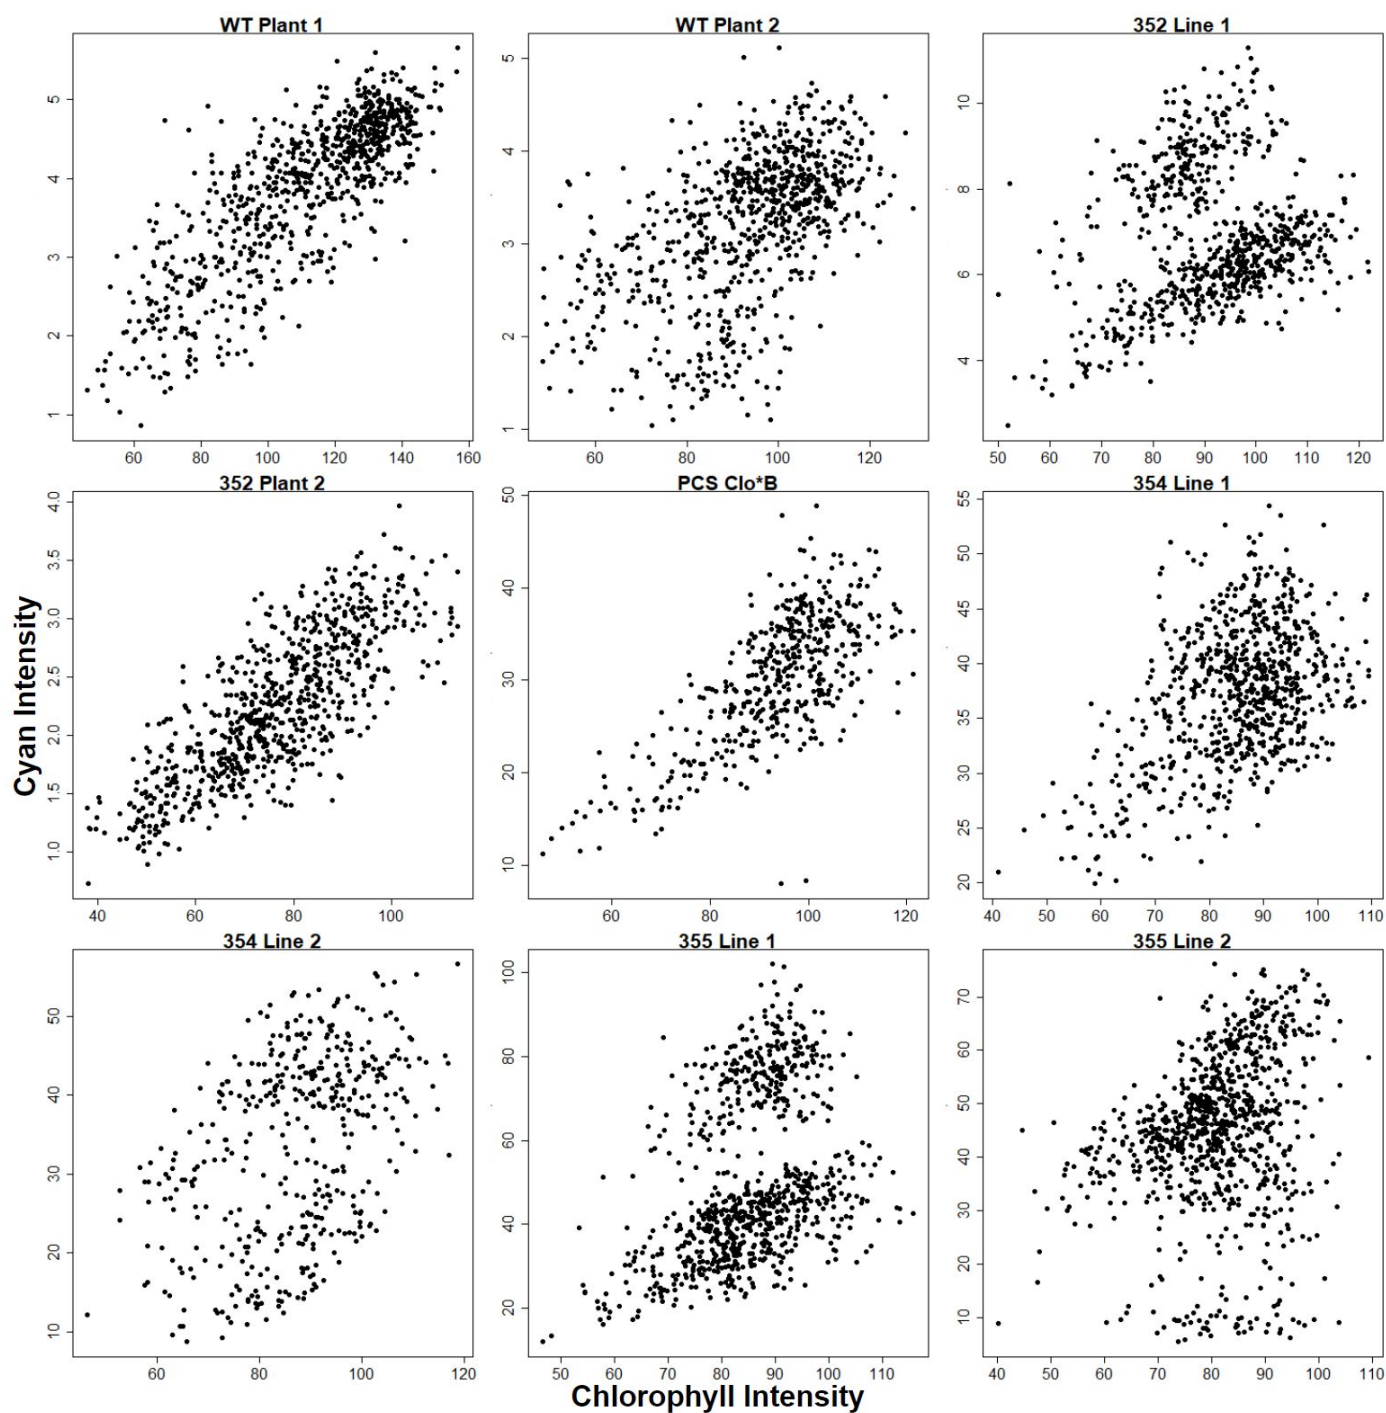 WT Plant 1
WT Plant 2
352 Line 1
1 2 3 4 5
60 80 100 120 140 160
1 2 3 4 5
60 80 100 120
4 6 8 10
50 60 70 80 90 100 110 120
352 Plant 2
PCS Clo*B
354 Line 1
1.0 1.5 2.0 2.5 3.0 3.5 4.0
40 60 80 100
10 20 30 40 50
60 80 100 120
20 25 30 35 40 45 50 55
40 50 60 70 80 90 100 110
354 Line 2
355 Line 1
355 Line 2
10 20 30 40 50
60 80 100 120
20 40 60 80 100
50 60 70 80 90 100 110
10 20 30 40 50 60 70
40 50 60 70 80 90 100 110
Cyan Intensity
Chlorophyll Intensity